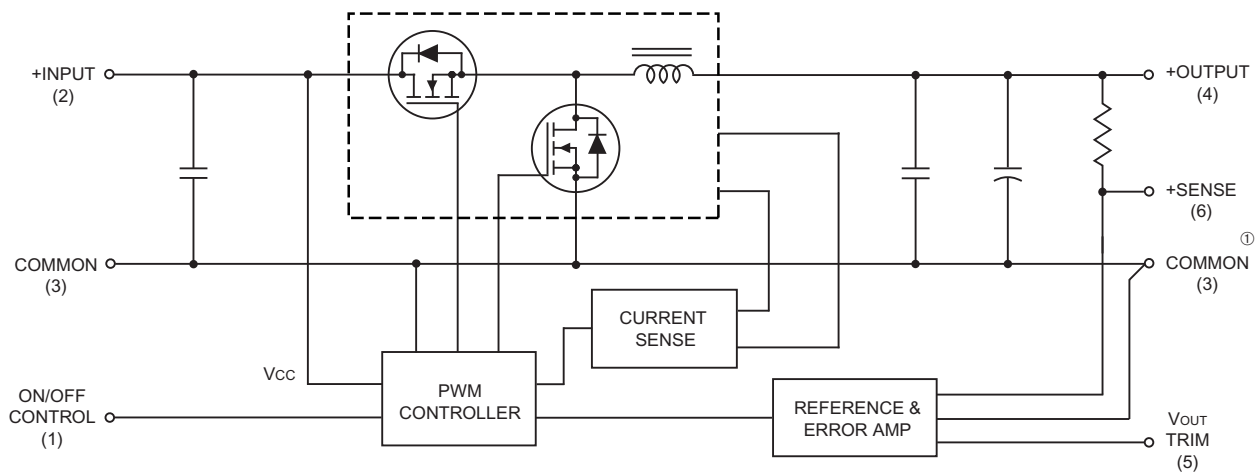 +INPUT
(2)
+OUTPUT
(4)
+SENSE
(6)
COMMON
(3)
①
COMMON
(3)
CURRENT
SENSE
VCC
PWM
CONTROLLER
ON/OFF
CONTROL
(1)
REFERENCE &
ERROR AMP
VOUT
TRIM
(5)